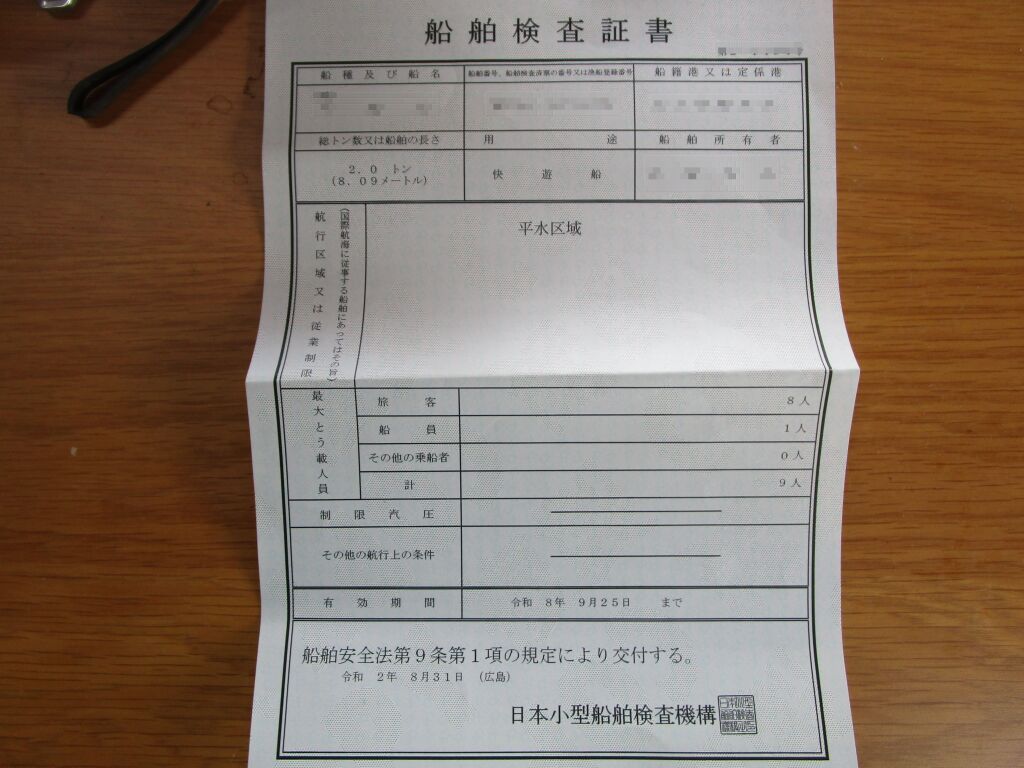 船舶検査証書
船種及び船名
船舶番号、船舶検査済票の番号又は漁船登録番号
船籍港又は定係港
総トン数又は船舶の長さ
用途
船舶所有者
2.0 トン
(8.09メートル)
快遊船
航行区域又は従業制限
(国際航海に従事する船舶にあってはその旨)
平水区域
最大とう載人員
旅客 8人
船員 1人
その他の乗船者 0人
計 9人
制限汽圧
その他の航行上の条件
有効期間 令和 8年 9月25日 まで
船舶安全法第9条第1項の規定により交付する。
令和 2年 8月31日 (広島)
日本小型船舶検査機構